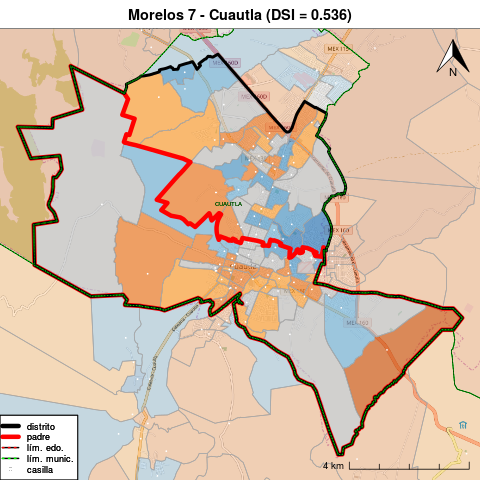 Morelos 7 - Cuautla (DSI = 0.536)
MEX 115
N
CUAUTLA
Cuautla
MEX 160
distrito
padre
lím. edo.
lím. munic.
casilla
4 km